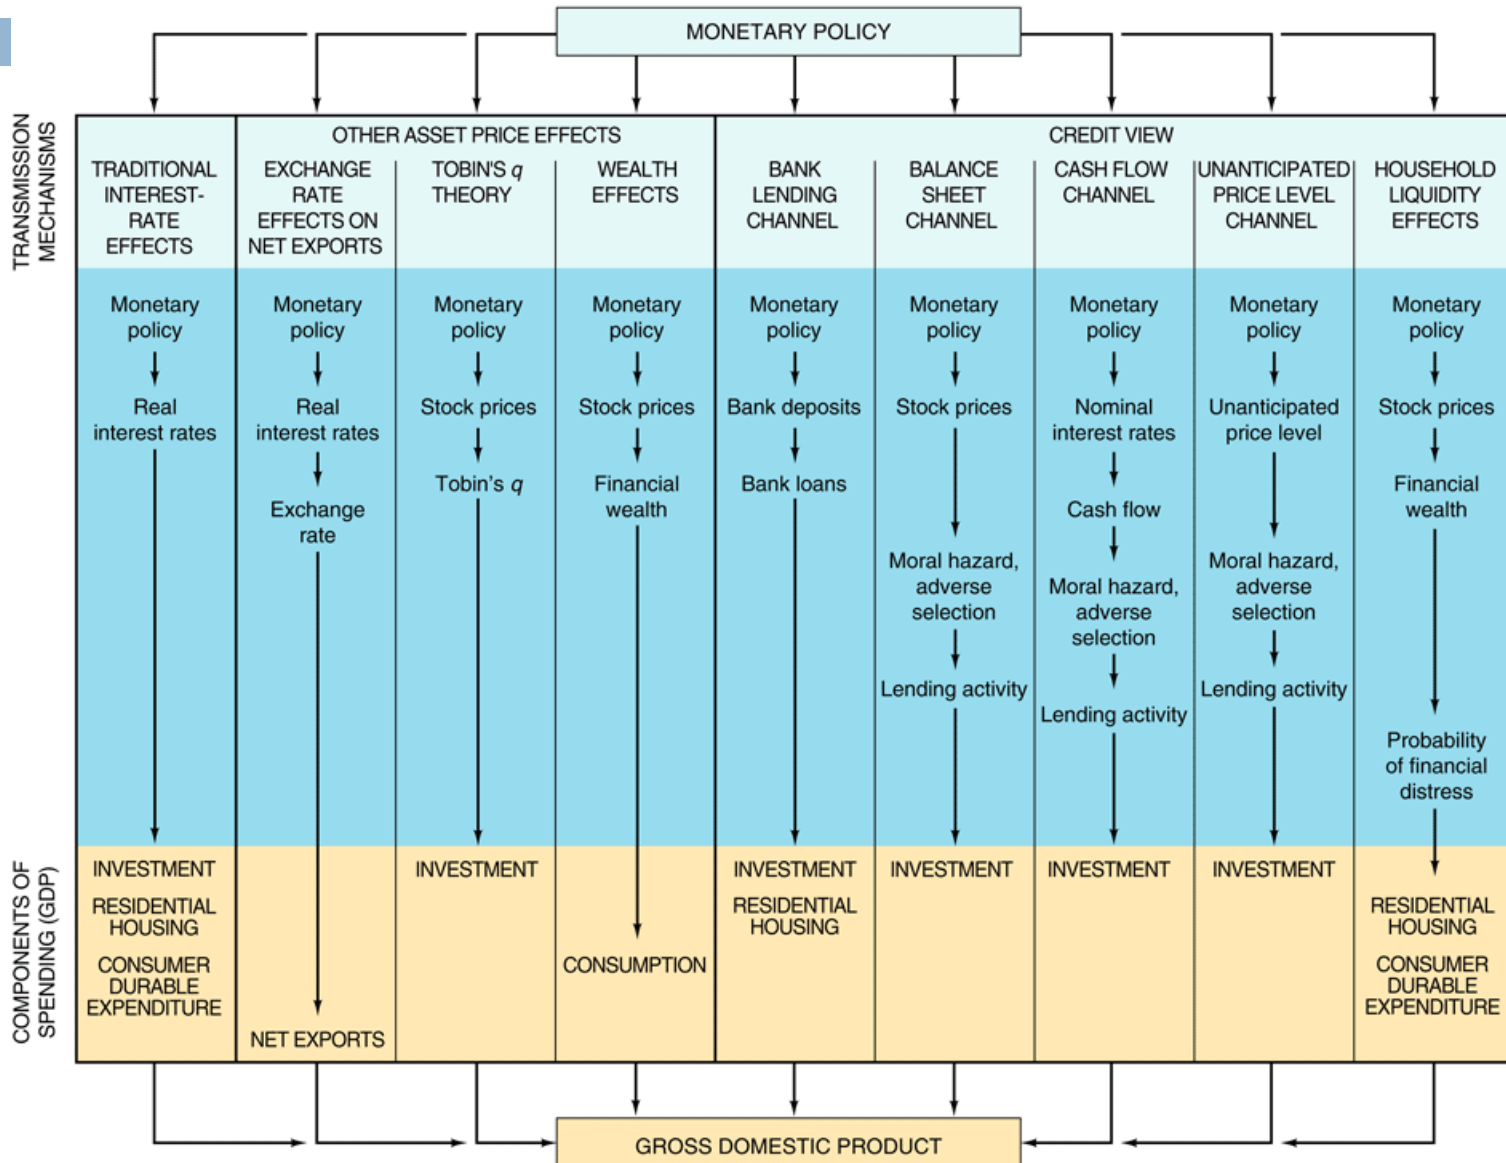 MONETARY POLICY
TRANSMISSION
MECHANISMS
OTHER ASSET PRICE EFFECTS
CREDIT VIEW
TRADITIONAL
INTEREST-
RATE
EFFECTS
EXCHANGE
RATE
EFFECTS ON
NET EXPORTS
TOBIN'S q
THEORY
WEALTH
EFFECTS
BANK
LENDING
CHANNEL
BALANCE
SHEET
CHANNEL
CASH FLOW
CHANNEL
UNANTICIPATED
PRICE LEVEL
CHANNEL
HOUSEHOLD
LIQUIDITY
EFFECTS
Monetary
policy
Real
interest rates
Monetary
policy
Real
interest rates
Exchange
rate
Monetary
policy
Stock prices
Tobin's q
Monetary
policy
Stock prices
Financial
wealth
Monetary
policy
Bank deposits
Bank loans
Monetary
policy
Stock prices
Moral hazard,
adverse
selection
Lending activity
Monetary
policy
Nominal
interest rates
Cash flow
Moral hazard,
adverse
selection
Lending activity
Monetary
policy
Unanticipated
price level
Moral hazard,
adverse
selection
Lending activity
Monetary
policy
Stock prices
Financial
wealth
Probability
of financial
distress
COMPONENTS OF
SPENDING (GDP)
INVESTMENT
RESIDENTIAL
HOUSING
CONSUMER
DURABLE
EXPENDITURE
NET EXPORTS
INVESTMENT
CONSUMPTION
INVESTMENT
RESIDENTIAL
HOUSING
INVESTMENT
INVESTMENT
INVESTMENT
RESIDENTIAL
HOUSING
CONSUMER
DURABLE
EXPENDITURE
GROSS DOMESTIC PRODUCT